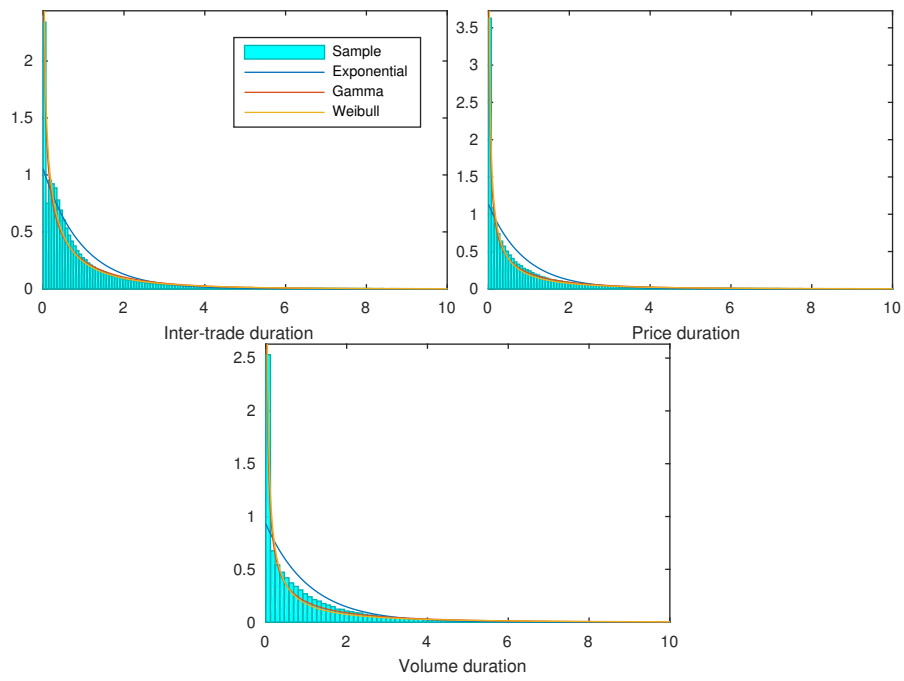 2
1.5
1
0.5
0
0 2 4 6 8 10
Inter-trade duration
Sample
Exponential
Gamma
Weibull
3.5
3
2.5
2
1.5
1
0.5
0
0 2 4 6 8 10
Price duration
2.5
2
1.5
1
0.5
0
0 2 4 6 8 10
Volume duration